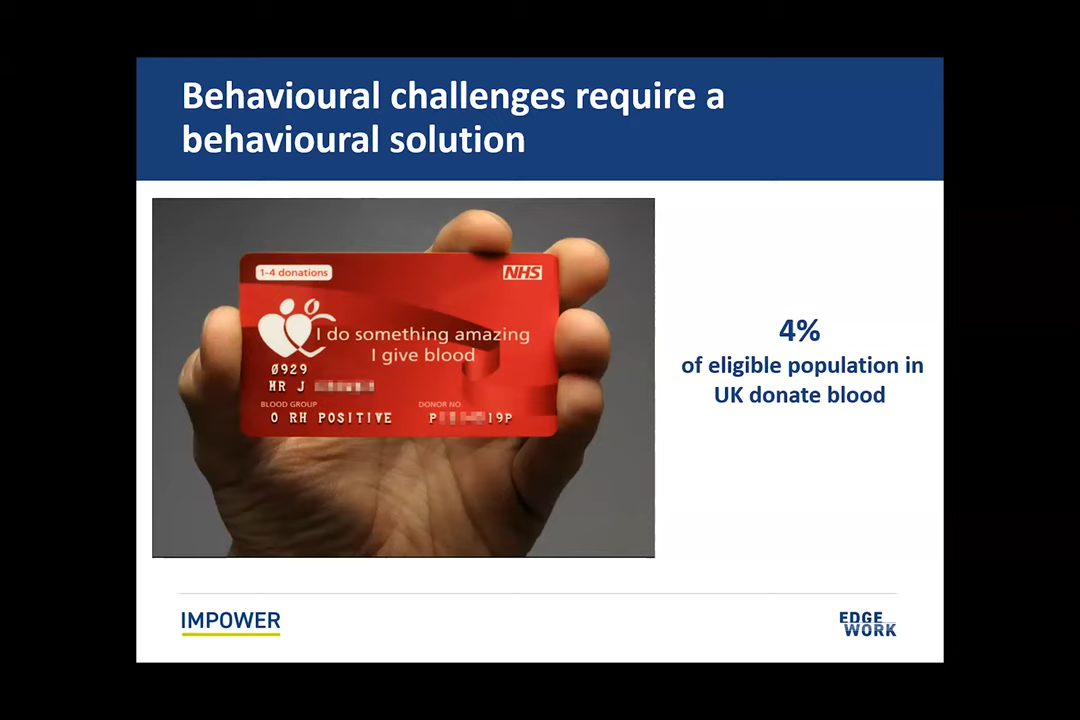 Behavioural challenges require a
behavioural solution
1-4 donations
NHS
I do something amazing
I give blood
0929
MR J
BLOOD GROUP
DONOR NO.
O RH POSITIVE
P 19P
4%
of eligible population in
UK donate blood
IMPOWER
EDGE
WORK